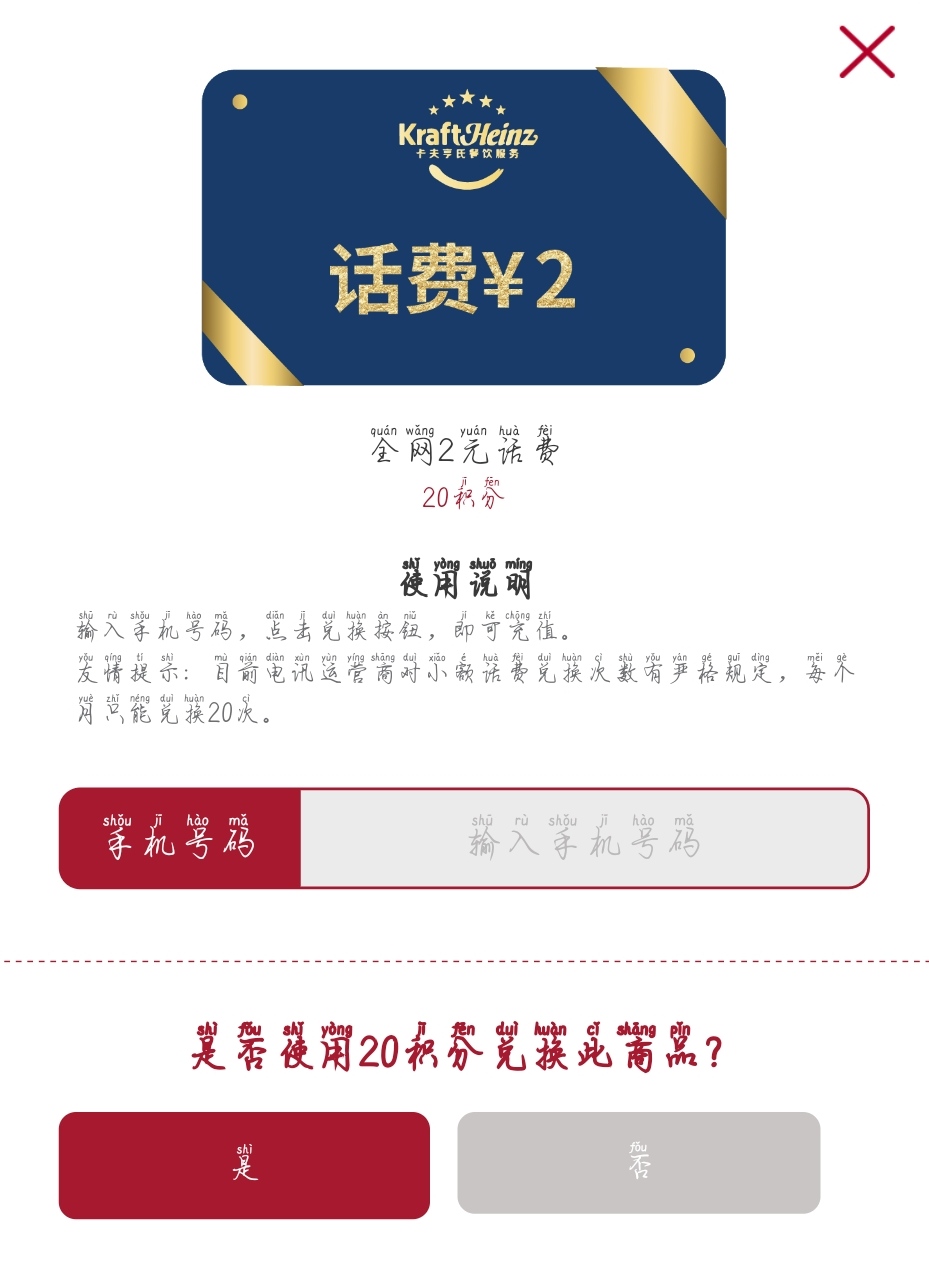 KraftHeinz
卡夫亨氏餐饮服务
话费¥2
quán wǎng yuán huà fèi
全网2元话费
jī fēn
20积分
shǐ yòng shuō míng
使用说明
shū rù shǒu jī hào mǎ diǎn jī duì huàn àn niǔ jí kě chōng zhí
输入手机号码，点击兑换按钮，即可充值。
yǒu qíng tí shì mù qián diàn xùn yùn yíng shāng duì xiǎo é huà fèi duì huàn cì shù yǒu yán gé guī dìng měi gè
友情提示：目前电讯运营商对小额话费兑换次数有严格规定，每个
yuè zhǐ néng duì huàn cì
月只能兑换20次。
shǒu jī hào mǎ
手机号码
shū rù shǒu jī hào mǎ
输入手机号码
shì fǒu shǐ yòng jī fēn duì huàn cǐ shāng pǐn
是否使用20积分兑换此商品？
shì
是
fǒu
否